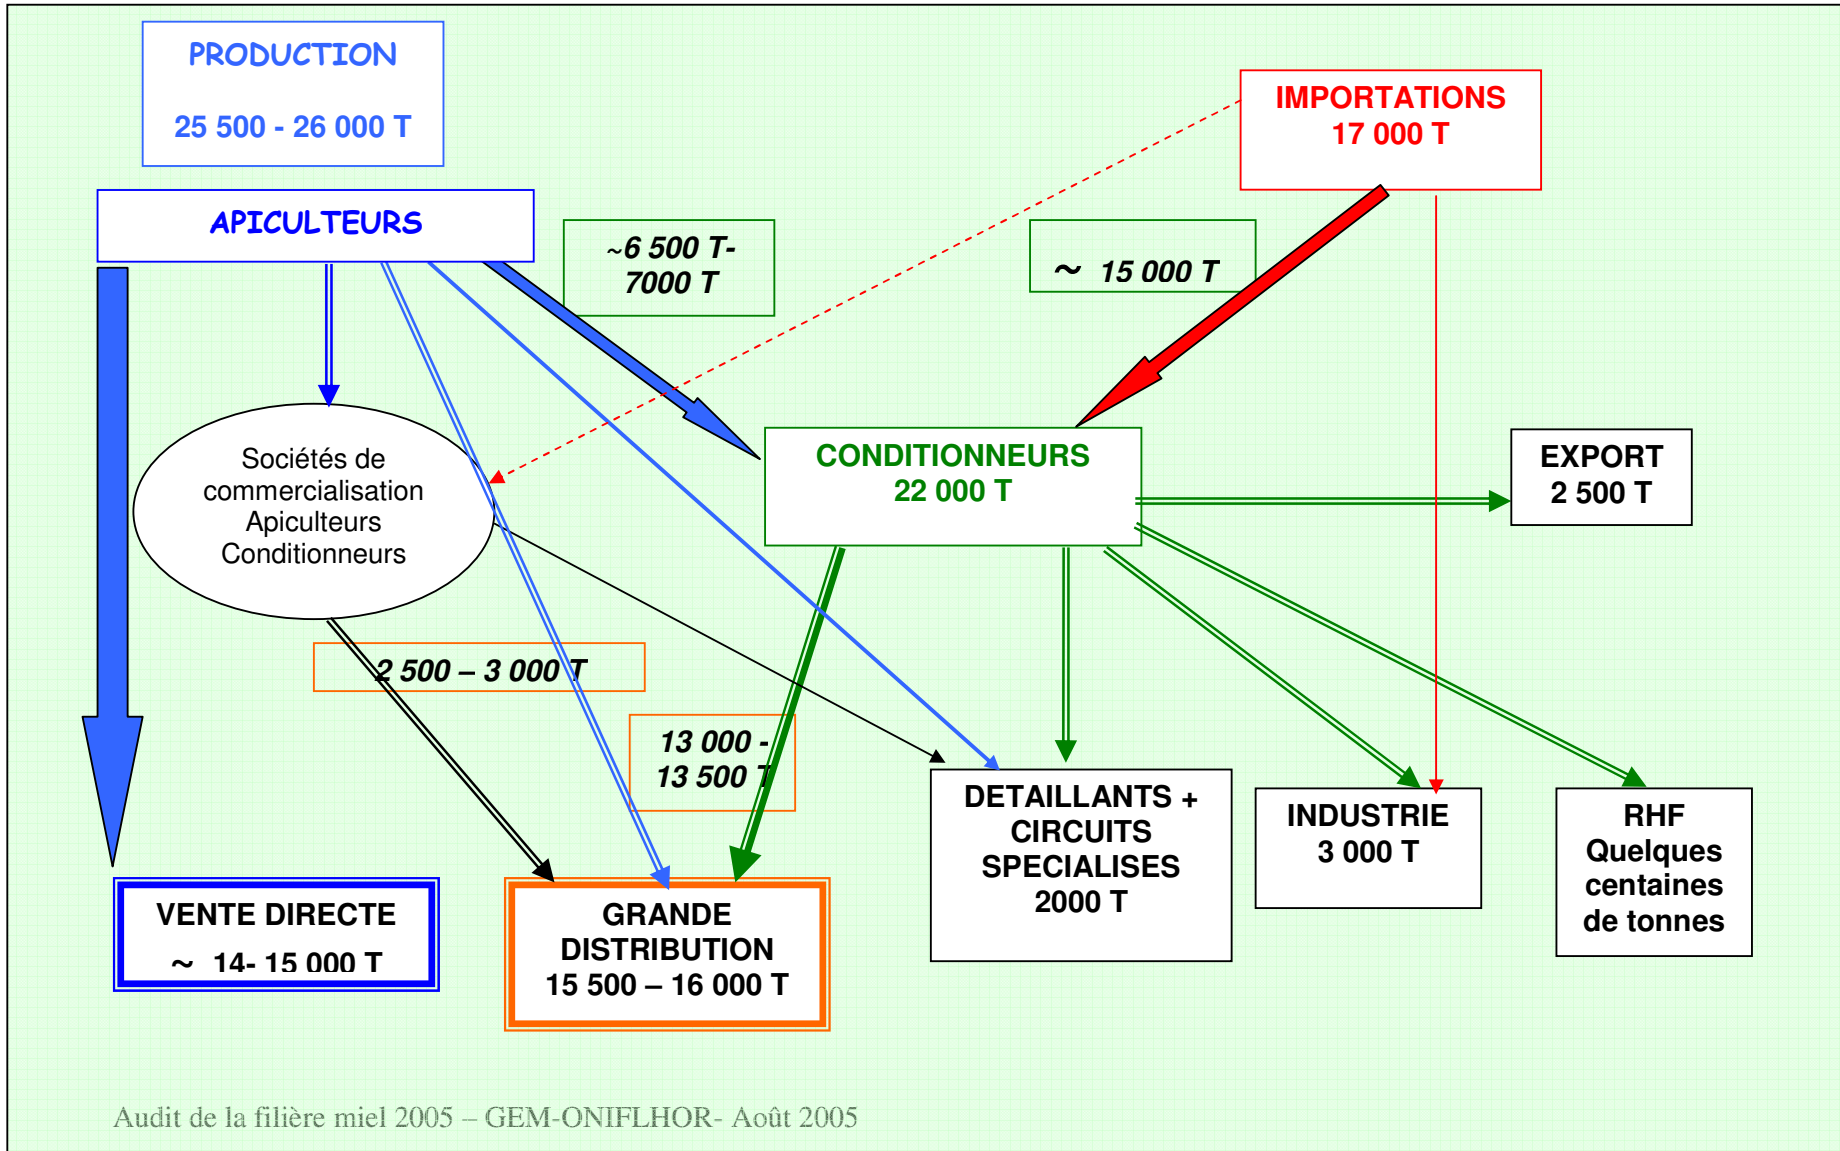 PRODUCTION
25 500 - 26 000 T
IMPORTATIONS
17 000 T
APICULTEURS
~6 500 T-
7000 T
~ 15 000 T
Sociétés de
commercialisation
Apiculteurs
Conditionneurs
CONDITIONNEURS
22 000 T
EXPORT
2 500 T
2 500 – 3 000 T
13 000 -
13 500 T
DETAILLANTS +
CIRCUITS
SPECIALISES
2000 T
INDUSTRIE
3 000 T
RHF
Quelques
centaines
de tonnes
VENTE DIRECTE
~ 14- 15 000 T
GRANDE
DISTRIBUTION
15 500 – 16 000 T
Audit de la filière miel 2005 – GEM-ONIFLHOR- Août 2005